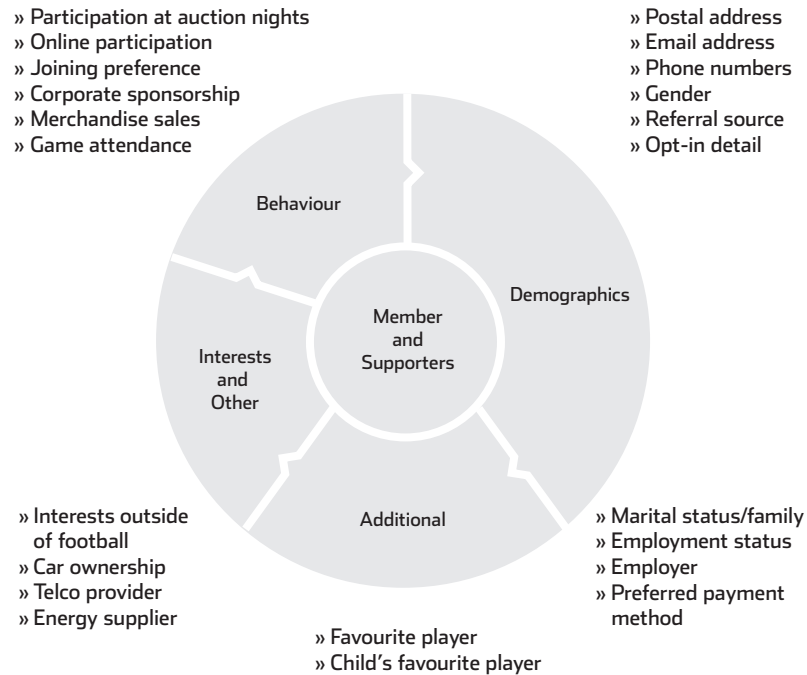 » Participation at auction nights
» Online participation
» Joining preference
» Corporate sponsorship
» Merchandise sales
» Game attendance
» Postal address
» Email address
» Phone numbers
» Gender
» Referral source
» Opt-in detail
Behaviour
Demographics
Member
and
Supporters
Interests
and
Other
Additional
» Interests outside
of football
» Car ownership
» Telco provider
» Energy supplier
» Favourite player
» Child's favourite player
» Marital status/family
» Employment status
» Employer
» Preferred payment
method